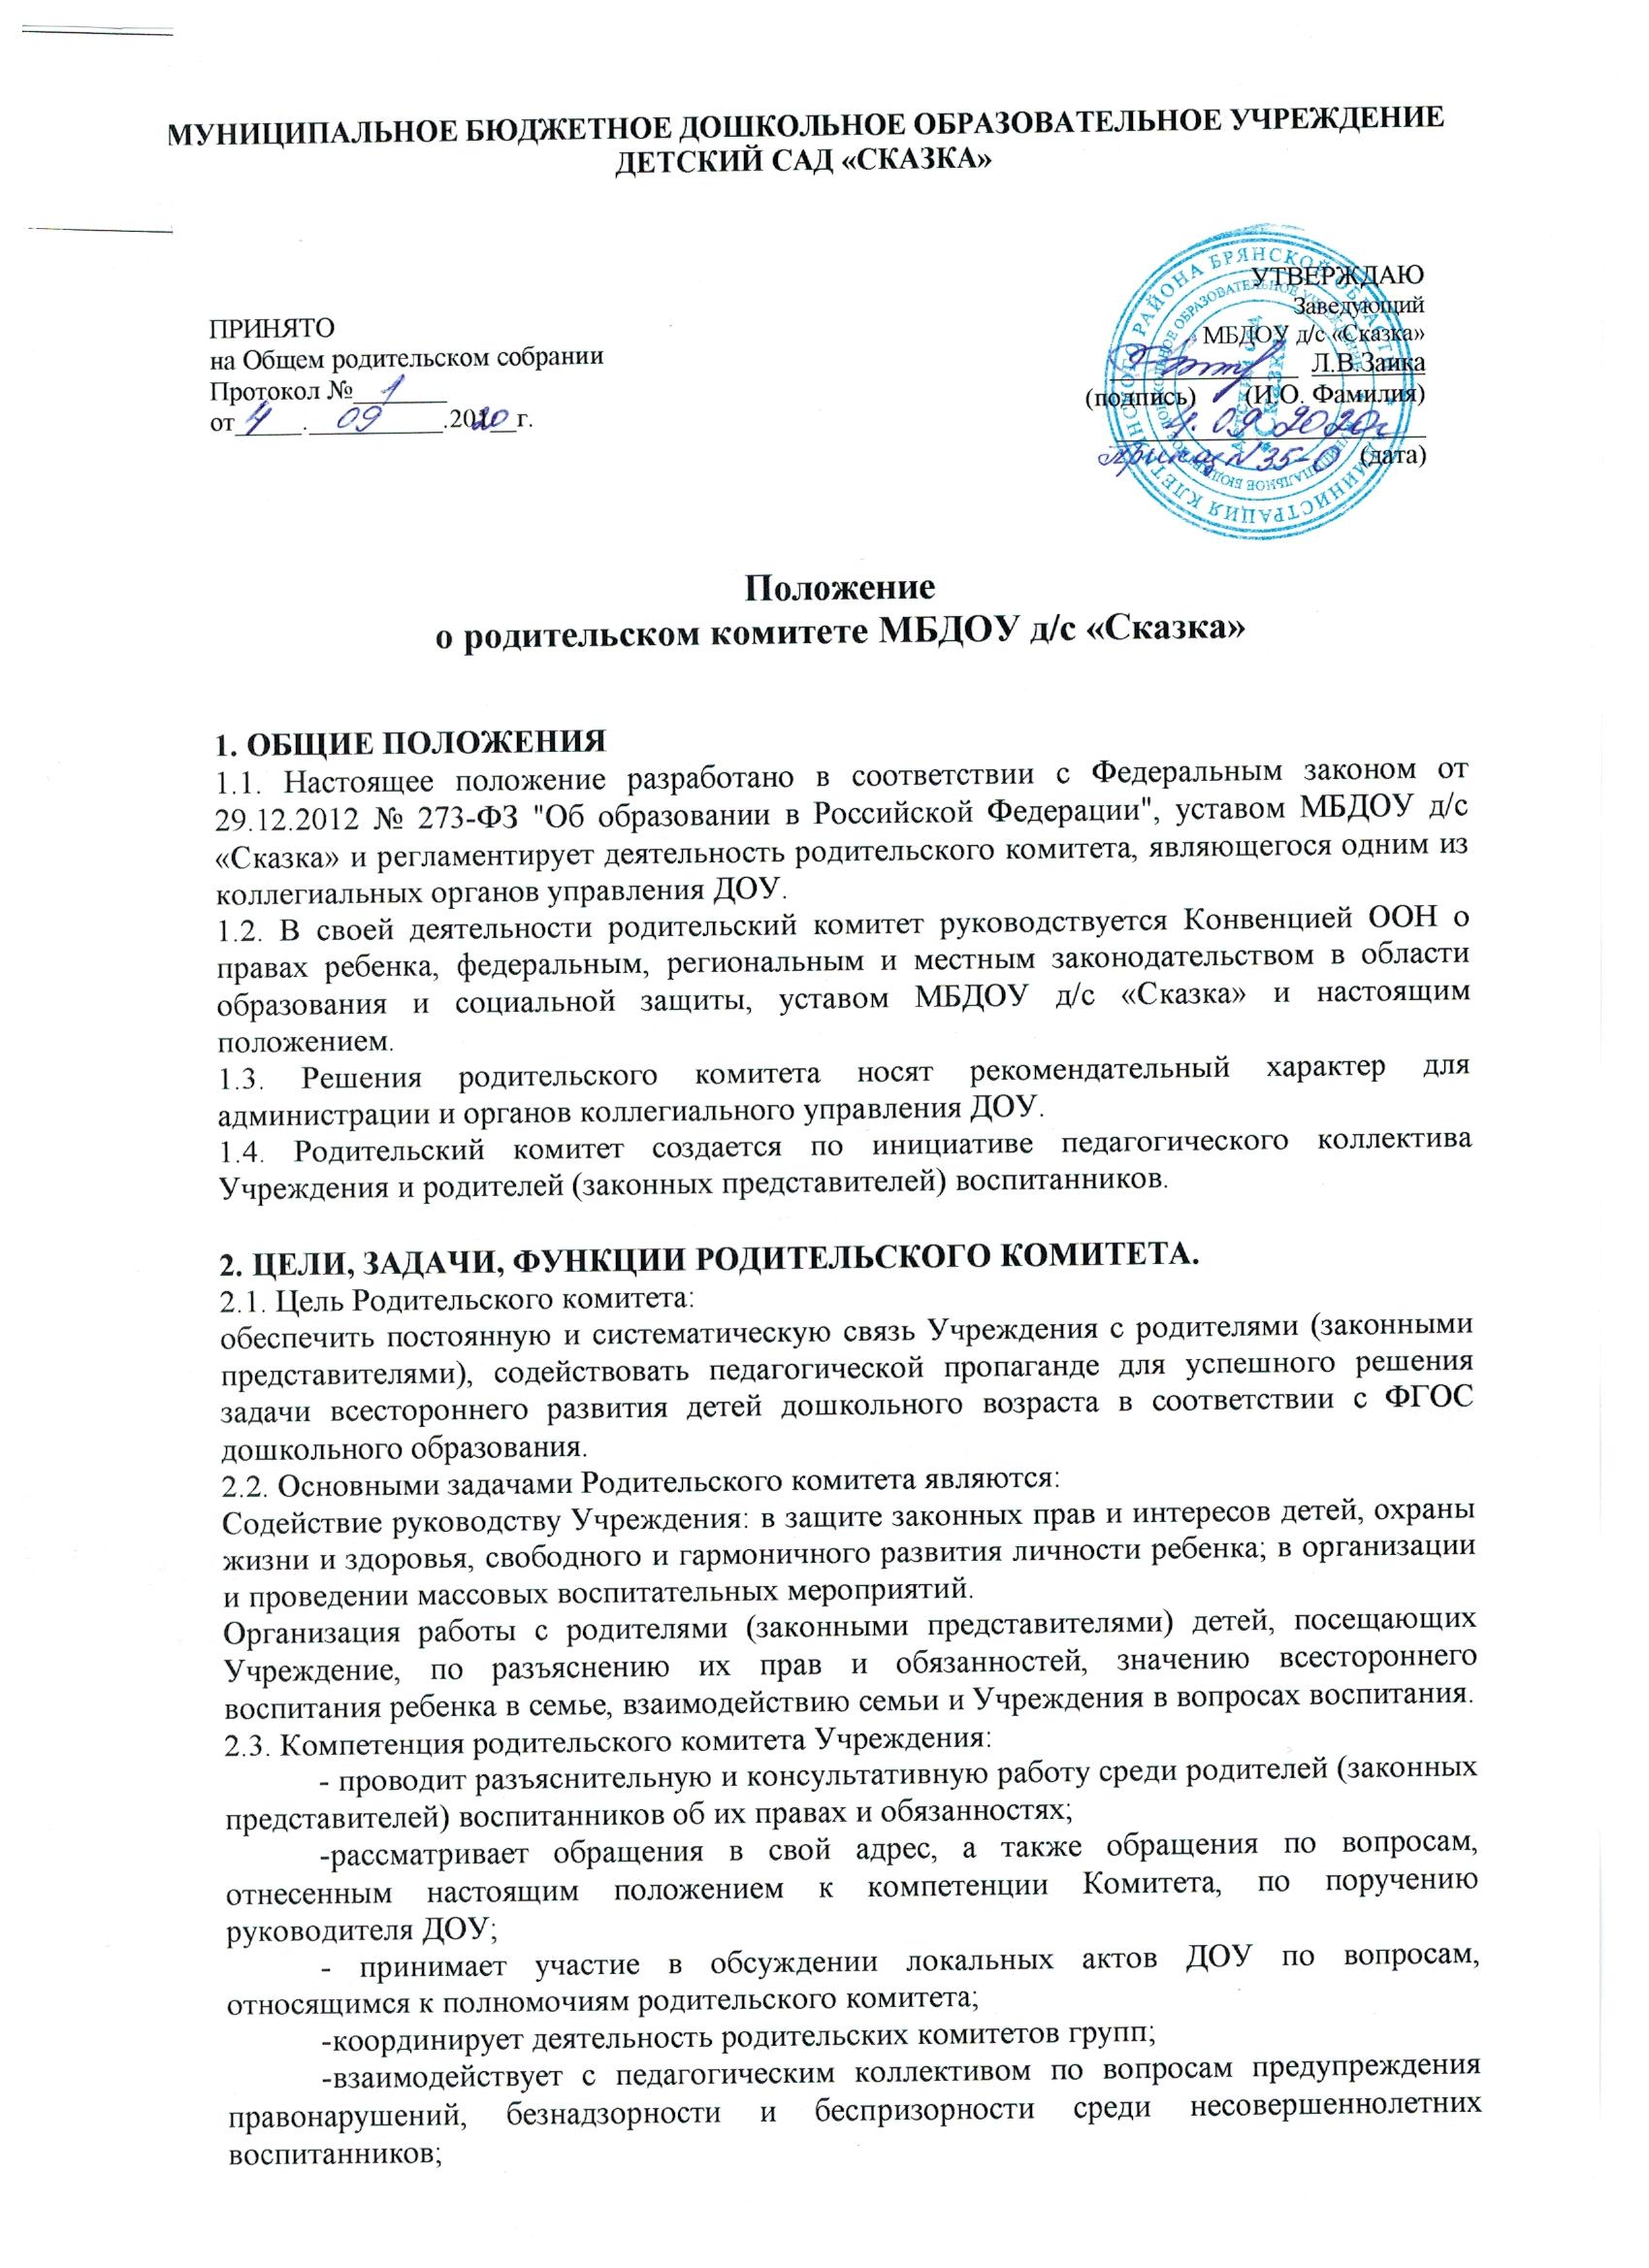 МУНИЦИПАЛЬНОЕ БЮДЖЕТНОЕ ДОШКОЛЬНОЕ ОБРАЗОВАТЕЛЬНОЕ УЧРЕЖДЕНИЕ
ДЕТСКИЙ САД «СКАЗКА»
ПРИНЯТО
на Общем родительском собрании
Протокол № 1
от 4 . 09 .2020 г.
УТВЕРЖДАЮ
Заведующий
МБДОУ д/с «Сказка»
Л.В.Заика
(подпись) (И.О. Фамилия)
4. 09 2020г
приказ №35-О (дата)
Положение
о родительском комитете МБДОУ д/с «Сказка»
1. ОБЩИЕ ПОЛОЖЕНИЯ
1.1. Настоящее положение разработано в соответствии с Федеральным законом от
29.12.2012 № 273-ФЗ "Об образовании в Российской Федерации", уставом МБДОУ д/с
«Сказка» и регламентирует деятельность родительского комитета, являющегося одним из
коллегиальных органов управления ДОУ.
1.2. В своей деятельности родительский комитет руководствуется Конвенцией ООН о
правах ребенка, федеральным, региональным и местным законодательством в области
образования и социальной защиты, уставом МБДОУ д/с «Сказка» и настоящим
положением.
1.3. Решения родительского комитета носят рекомендательный характер для
администрации и органов коллегиального управления ДОУ.
1.4. Родительский комитет создается по инициативе педагогического коллектива
Учреждения и родителей (законных представителей) воспитанников.
2. ЦЕЛИ, ЗАДАЧИ, ФУНКЦИИ РОДИТЕЛЬСКОГО КОМИТЕТА.
2.1. Цель Родительского комитета:
обеспечить постоянную и систематическую связь Учреждения с родителями (законными
представителями), содействовать педагогической пропаганде для успешного решения
задачи всестороннего развития детей дошкольного возраста в соответствии с ФГОС
дошкольного образования.
2.2. Основными задачами Родительского комитета являются:
Содействие руководству Учреждения: в защите законных прав и интересов детей, охраны
жизни и здоровья, свободного и гармоничного развития личности ребенка; в организации
и проведении массовых воспитательных мероприятий.
Организация работы с родителями (законными представителями) детей, посещающих
Учреждение, по разъяснению их прав и обязанностей, значению всестороннего
воспитания ребенка в семье, взаимодействию семьи и Учреждения в вопросах воспитания.
2.3. Компетенция родительского комитета Учреждения:
- проводит разъяснительную и консультативную работу среди родителей (законных
представителей) воспитанников об их правах и обязанностях;
-рассматривает обращения в свой адрес, а также обращения по вопросам,
отнесенным настоящим положением к компетенции Комитета, по поручению
руководителя ДОУ;
- принимает участие в обсуждении локальных актов ДОУ по вопросам,
относящимся к полномочиям родительского комитета;
-координирует деятельность родительских комитетов групп;
-взаимодействует с педагогическим коллективом по вопросам предупреждения
правонарушений, безнадзорности и беспризорности среди несовершеннолетних
воспитанников;